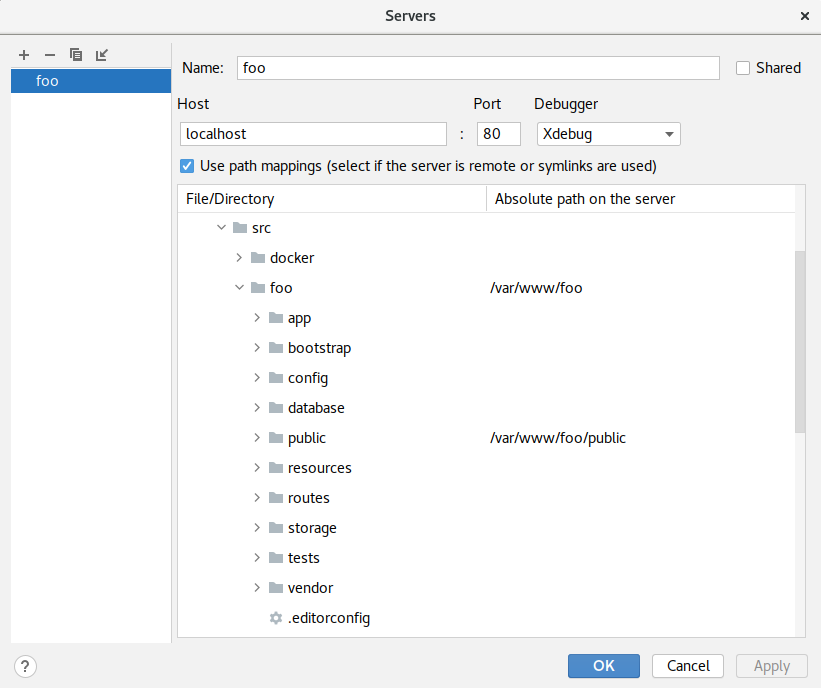 Servers
foo
Name: foo Shared
Host Port Debugger
localhost : 80 Xdebug
Use path mappings (select if the server is remote or symlinks are used)
File/Directory Absolute path on the server
src
docker
foo /var/www/foo
app
bootstrap
config
database
public /var/www/foo/public
resources
routes
storage
tests
vendor
.editorconfig
? OK Cancel Apply